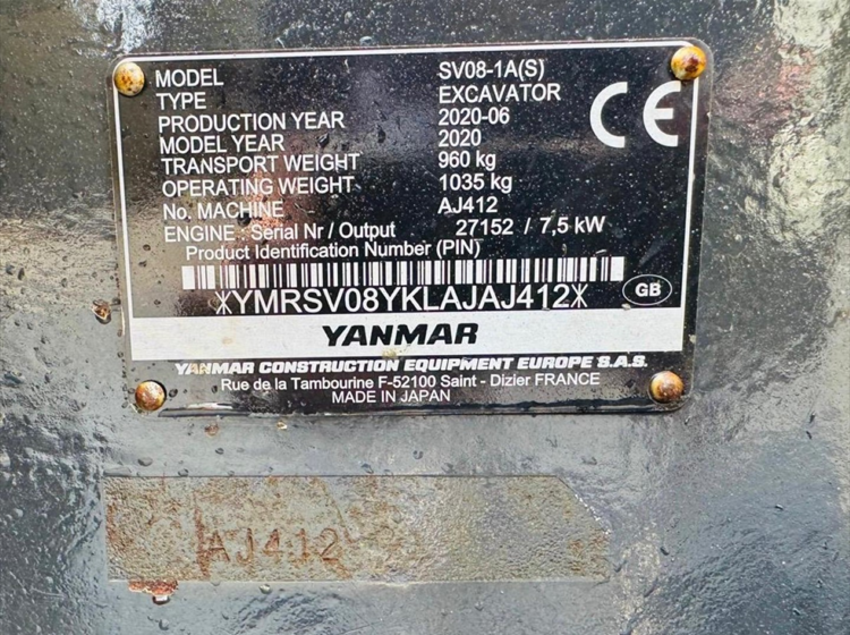 MODEL SV08-1A(S)
TYPE EXCAVATOR
PRODUCTION YEAR 2020-06
MODEL YEAR 2020
TRANSPORT WEIGHT 960 kg
OPERATING WEIGHT 1035 kg
No. MACHINE AJ412
ENGINE : Serial Nr / Output 27152 / 7,5 kW
Product Identification Number (PIN)
*YMRSV08YKLAJAJ412*
CE
GB
YANMAR
YANMAR CONSTRUCTION EQUIPMENT EUROPE S.A.S.
Rue de la Tambourine F-52100 Saint - Dizier FRANCE
MADE IN JAPAN
AJ412